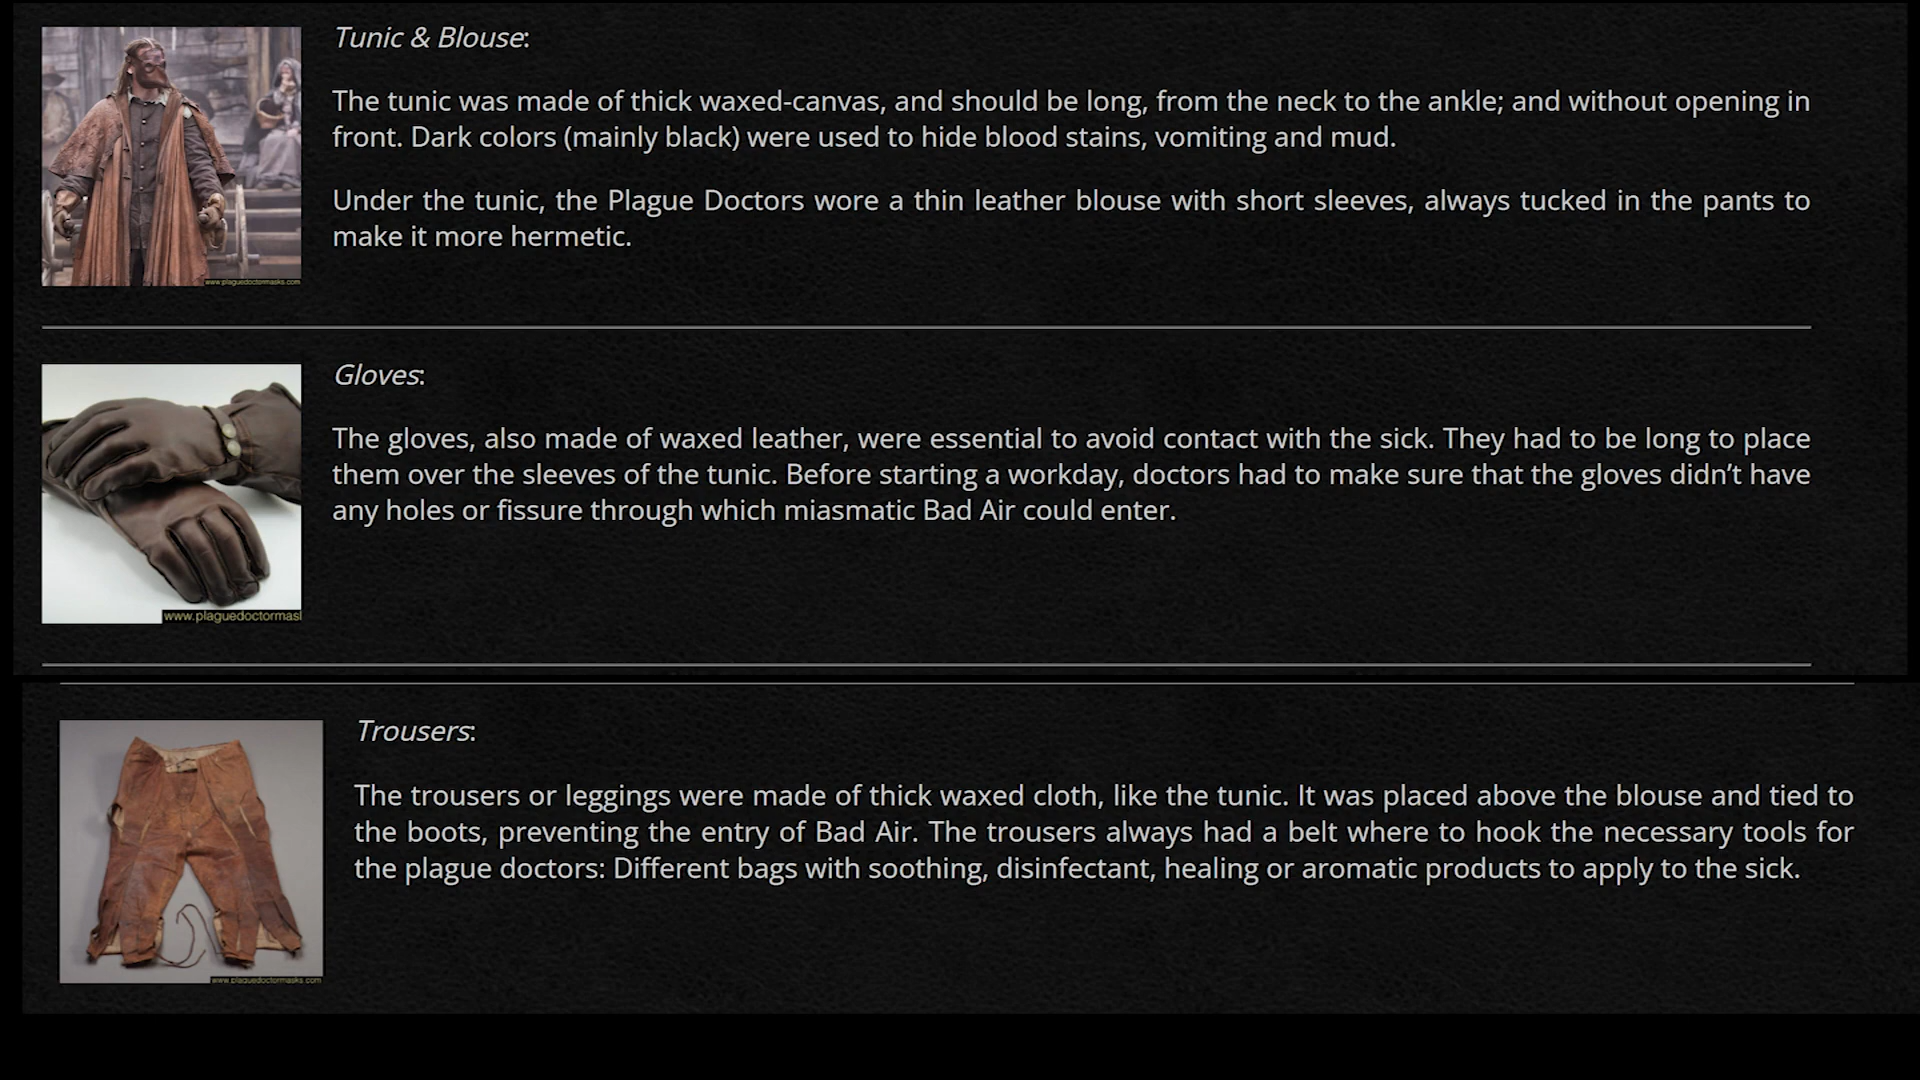 Tunic & Blouse:
The tunic was made of thick waxed-canvas, and should be long, from the neck to the ankle; and without opening in
front. Dark colors (mainly black) were used to hide blood stains, vomiting and mud.
Under the tunic, the Plague Doctors wore a thin leather blouse with short sleeves, always tucked in the pants to
make it more hermetic.
www.plaguedoctormasks.com
Gloves:
The gloves, also made of waxed leather, were essential to avoid contact with the sick. They had to be long to place
them over the sleeves of the tunic. Before starting a workday, doctors had to make sure that the gloves didn’t have
any holes or fissure through which miasmatic Bad Air could enter.
www.plaguedoctormasl
Trousers:
The trousers or leggings were made of thick waxed cloth, like the tunic. It was placed above the blouse and tied to
the boots, preventing the entry of Bad Air. The trousers always had a belt where to hook the necessary tools for
the plague doctors: Different bags with soothing, disinfectant, healing or aromatic products to apply to the sick.
www.plaguedoctormasks.com